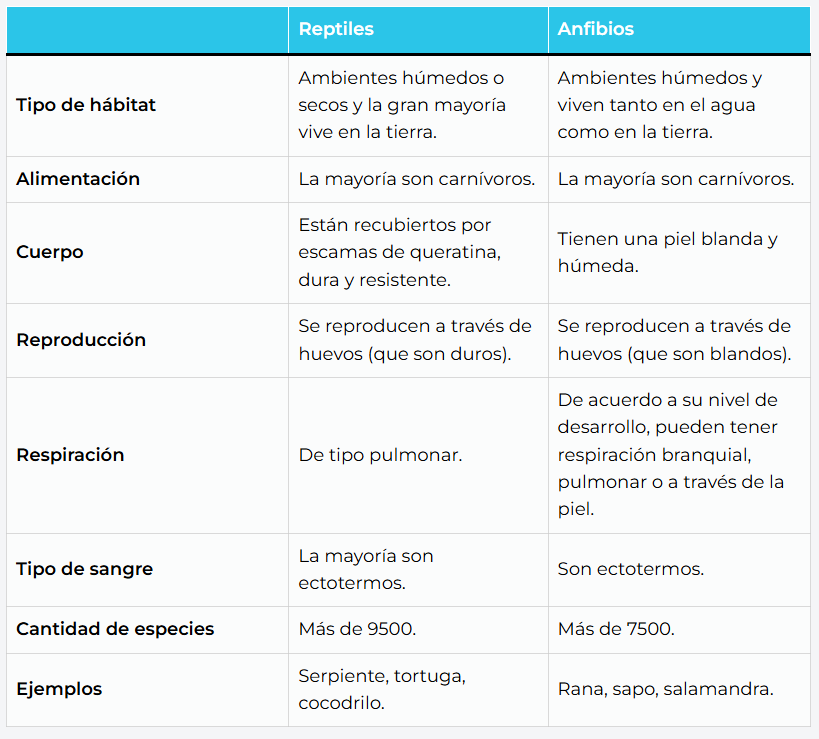 Reptiles
Anfibios
Tipo de hábitat
Ambientes húmedos o
secos y la gran mayoría
vive en la tierra.
Ambientes húmedos y
viven tanto en el agua
como en la tierra.
Alimentación
La mayoría son carnívoros.
La mayoría son carnívoros.
Cuerpo
Están recubiertos por
escamas de queratina,
dura y resistente.
Tienen una piel blanda y
húmeda.
Reproducción
Se reproducen a través de
huevos (que son duros).
Se reproducen a través de
huevos (que son blandos).
Respiración
De tipo pulmonar.
De acuerdo a su nivel de
desarrollo, pueden tener
respiración branquial,
pulmonar o a través de la
piel.
Tipo de sangre
La mayoría son
ectotermos.
Son ectotermos.
Cantidad de especies
Más de 9500.
Más de 7500.
Ejemplos
Serpiente, tortuga,
cocodrilo.
Rana, sapo, salamandra.